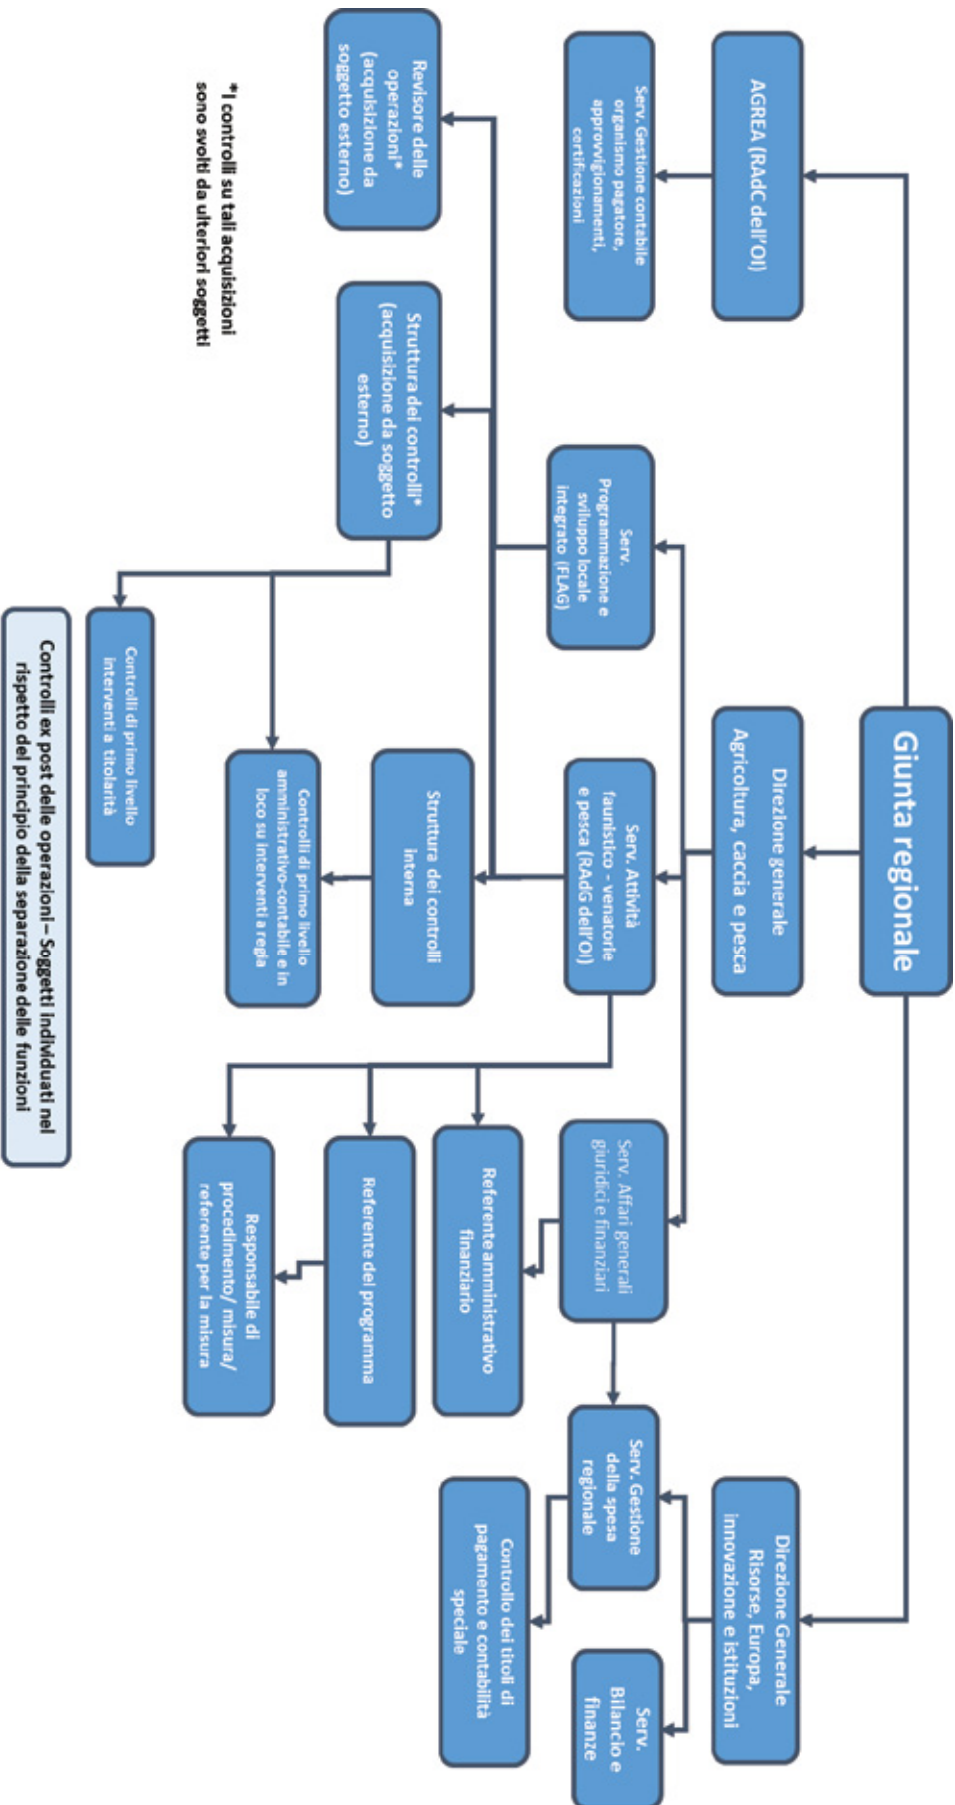 Giunta regionale
AGREA (RAdC dell'OI)
Direzione generale
Agricoltura, caccia e pesca
Direzione Generale
Risorse, Europa,
innovazione e istituzioni
Serv. Gestione contabile
organismo pagatore,
approvvigionamenti,
certificazioni
Serv.
Programmazione e
sviluppo locale
integrato (FLAG)
Serv. Attività
faunistico - venatorie
e pesca (RAdG dell'OI)
Serv. Affari generali
giuridici e finanziari
Serv. Gestione
della spesa
regionale
Serv.
Bilancio e
finanze
Revisore delle
operazioni*
(acquisizione da
soggetto esterno)
Struttura dei controlli*
(acquisizione da soggetto
esterno)
Struttura dei controlli
interna
Referente amministrativo
finanziario
Controllo dei titoli di
pagamento e contabilità
speciale
Referente del programma
Controlli di primo livello
amministrativo-contabile e in
loco su interventi a regia
Responsabile di
procedimento/ misura/
referente per la misura
*I controlli su tali acquisizioni
sono svolti da ulteriori soggetti
Controlli di primo livello
interventi a titolarità
Controlli ex post delle operazioni – Soggetti individuati nel
rispetto del principio della separazione delle funzioni